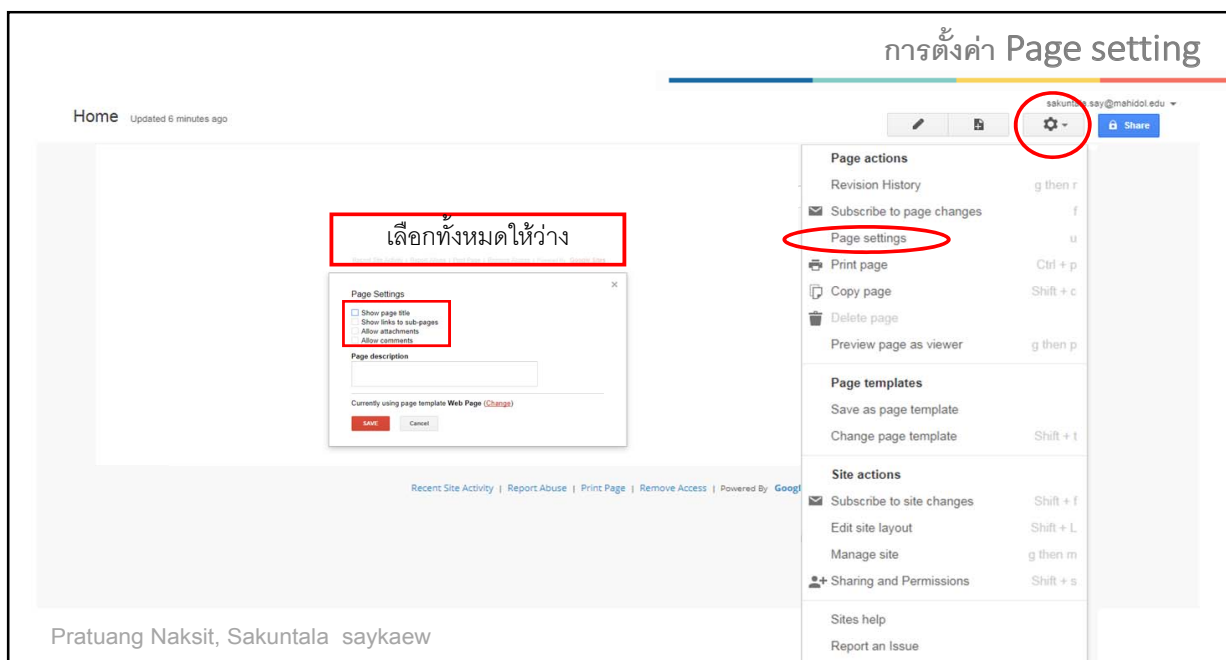 การตั้งค่า Page setting
sakuntala.say@mahidol.edu
Home Updated 6 minutes ago
Share
Page actions
Revision History g then r
Subscribe to page changes f
Page settings u
Print page Ctrl + p
Copy page Shift + c
Delete page
Preview page as viewer g then p
Page templates
Save as page template
Change page template Shift + t
Site actions
Subscribe to site changes Shift + f
Edit site layout Shift + L
Manage site g then m
Sharing and Permissions Shift + s
Sites help
Report an Issue
เลือกทั้งหมดให้ว่าง
Page Settings
Show page title
Show links to sub-pages
Allow attachments
Allow comments
Page description
Currently using page template Web Page (Change)
SAVE Cancel
Recent Site Activity | Report Abuse | Print Page | Remove Access | Powered By Googl
Pratuang Naksit, Sakuntala saykaew